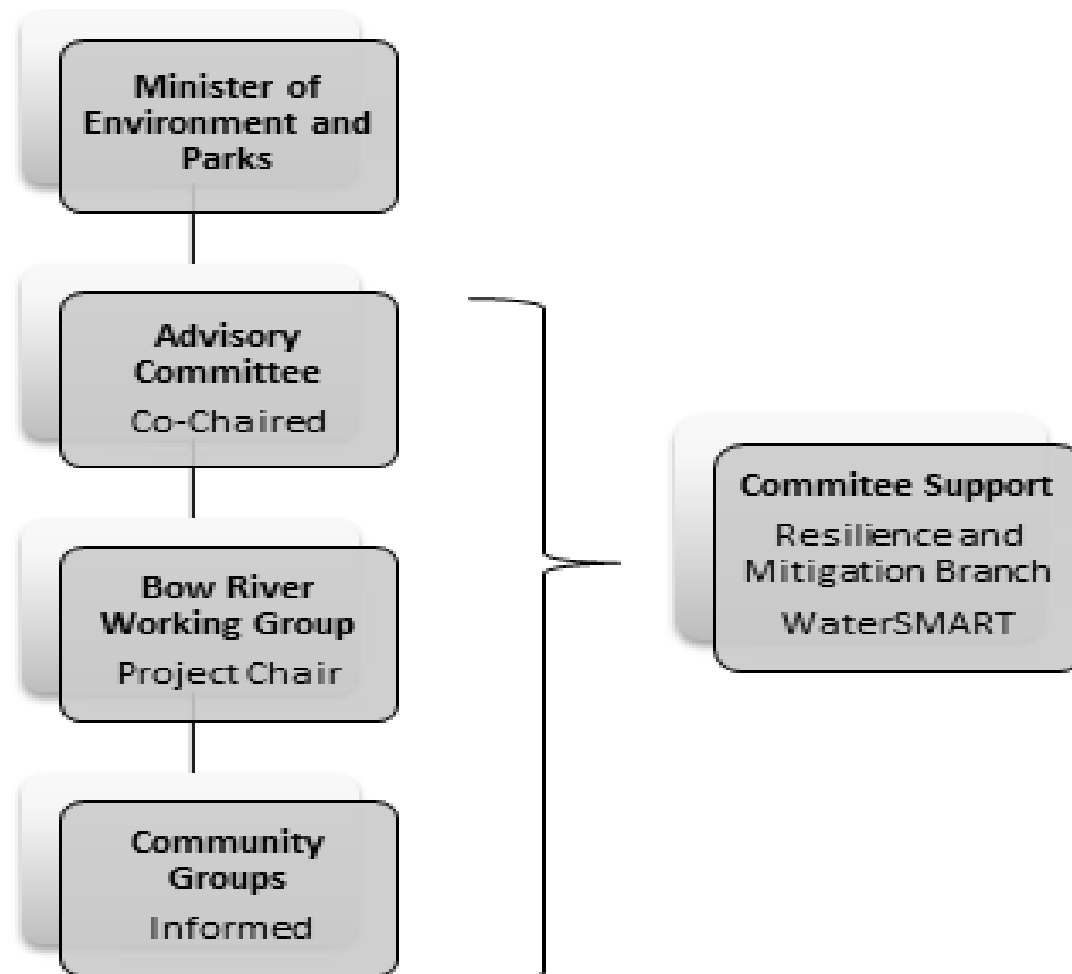 Minister of
Environment and
Parks
Advisory
Committee
Co-Chaired
Bow River
Working Group
Project Chair
Community
Groups
Informed
Commitee Support
Resilience and
Mitigation Branch
WaterSMART